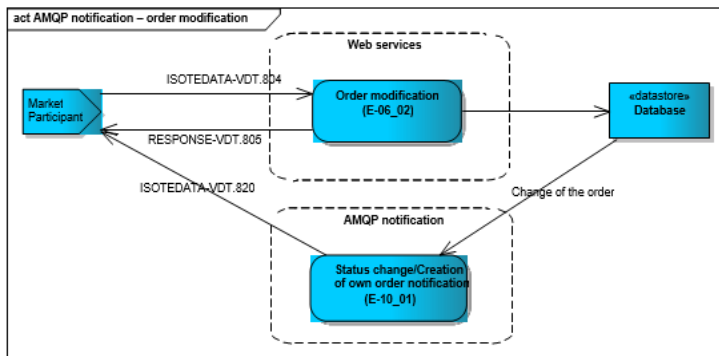 act AMQP notification – order modification
Web services
ISOTEDATA-VDT.804
Market
Participant
Order modification
(E-06_02)
«datastore»
Database
RESPONSE-VDT.805
ISOTEDATA-VDT.820
Change of the order
AMQP notification
Status change/Creation
of own order notification
(E-10_01)